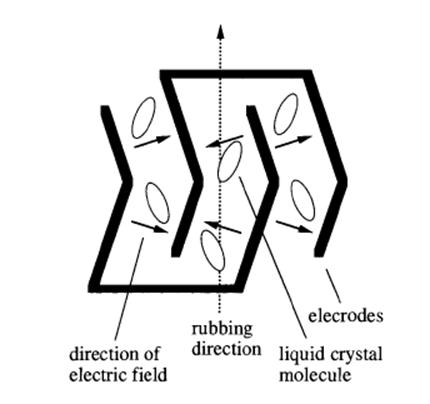 elecrodes
rubbing
direction
direction of
electric field
liquid crystal
molecule